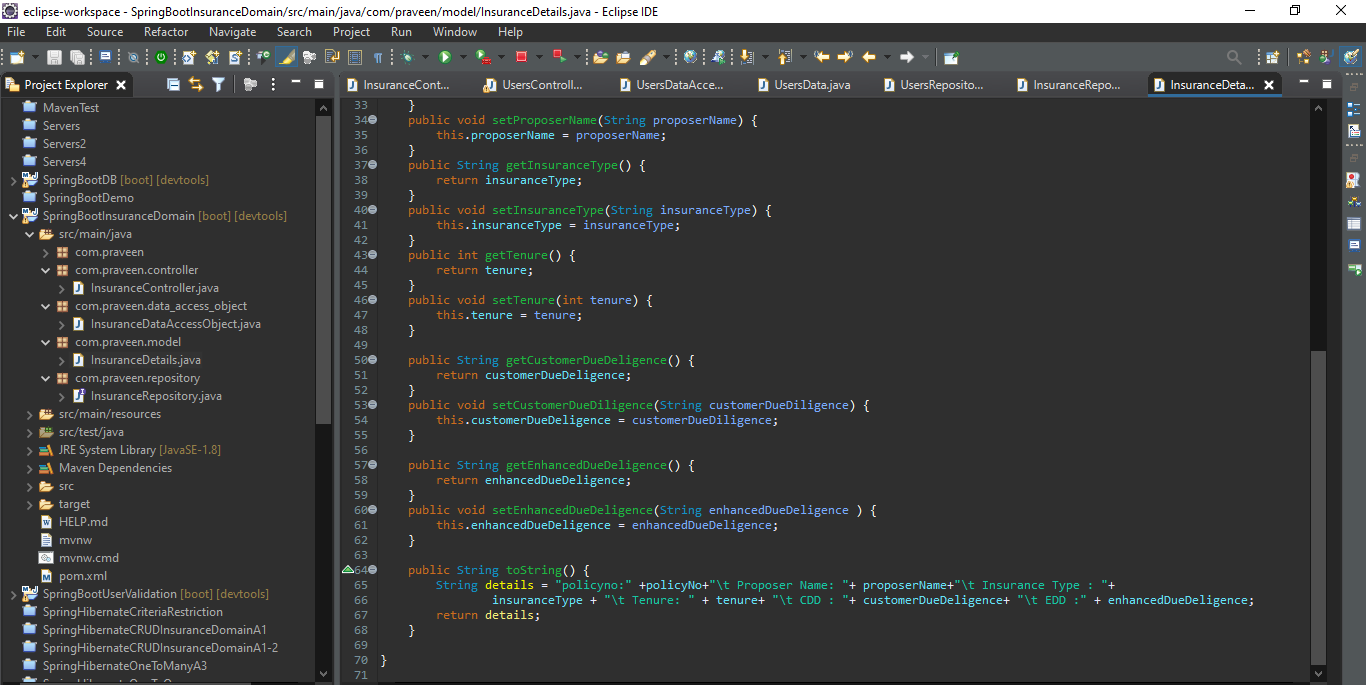 eclipse-workspace - SpringBootInsuranceDomain/src/main/java/com/praveen/model/InsuranceDetails.java - Eclipse IDE
File Edit Source Refactor Navigate Search Project Run Window Help
Project Explorer
MavenTest
Servers
Servers2
Servers4
SpringBootDB [boot] [devtools]
SpringBootDemo
SpringBootInsuranceDomain [boot] [devtools]
src/main/java
com.praveen
com.praveen.controller
InsuranceController.java
com.praveen.data_access_object
InsuranceDataAccessObject.java
com.praveen.model
InsuranceDetails.java
com.praveen.repository
InsuranceRepository.java
src/main/resources
src/test/java
JRE System Library [JavaSE-1.8]
Maven Dependencies
src
target
HELP.md
mvnw
mvnw.cmd
pom.xml
SpringBootUserValidation [boot] [devtools]
SpringHibernateCriteriaRestriction
SpringHibernateCRUDInsuranceDomainA1
SpringHibernateCRUDInsuranceDomainA1-2
SpringHibernateOneToManyA3
InsuranceCont... UsersControll... UsersDataAcce... UsersData.java UsersReposito... InsuranceRepo... InsuranceDeta...
33 }
34 public void setProposerName(String proposerName) {
35 this.proposerName = proposerName;
36 }
37 public String getInsuranceType() {
38 return insuranceType;
39 }
40 public void setInsuranceType(String insuranceType) {
41 this.insuranceType = insuranceType;
42 }
43 public int getTenure() {
44 return tenure;
45 }
46 public void setTenure(int tenure) {
47 this.tenure = tenure;
48 }
49
50 public String getCustomerDueDeligence() {
51 return customerDueDeligence;
52 }
53 public void setCustomerDueDiligence(String customerDueDiligence) {
54 this.customerDueDeligence = customerDueDiligence;
55 }
56
57 public String getEnhancedDueDeligence() {
58 return enhancedDueDeligence;
59 }
60 public void setEnhancedDueDeligence(String enhancedDueDeligence ) {
61 this.enhancedDueDeligence = enhancedDueDeligence;
62 }
63
64 public String toString() {
65 String details = "policyno:" +policyNo+"\t Proposer Name: "+ proposerName+"\t Insurance Type : "+
66 insuranceType + "\t Tenure: " + tenure+ "\t CDD : "+ customerDueDeligence+ "\t EDD :" + enhancedDueDeligence;
67 return details;
68 }
69
70 }
71